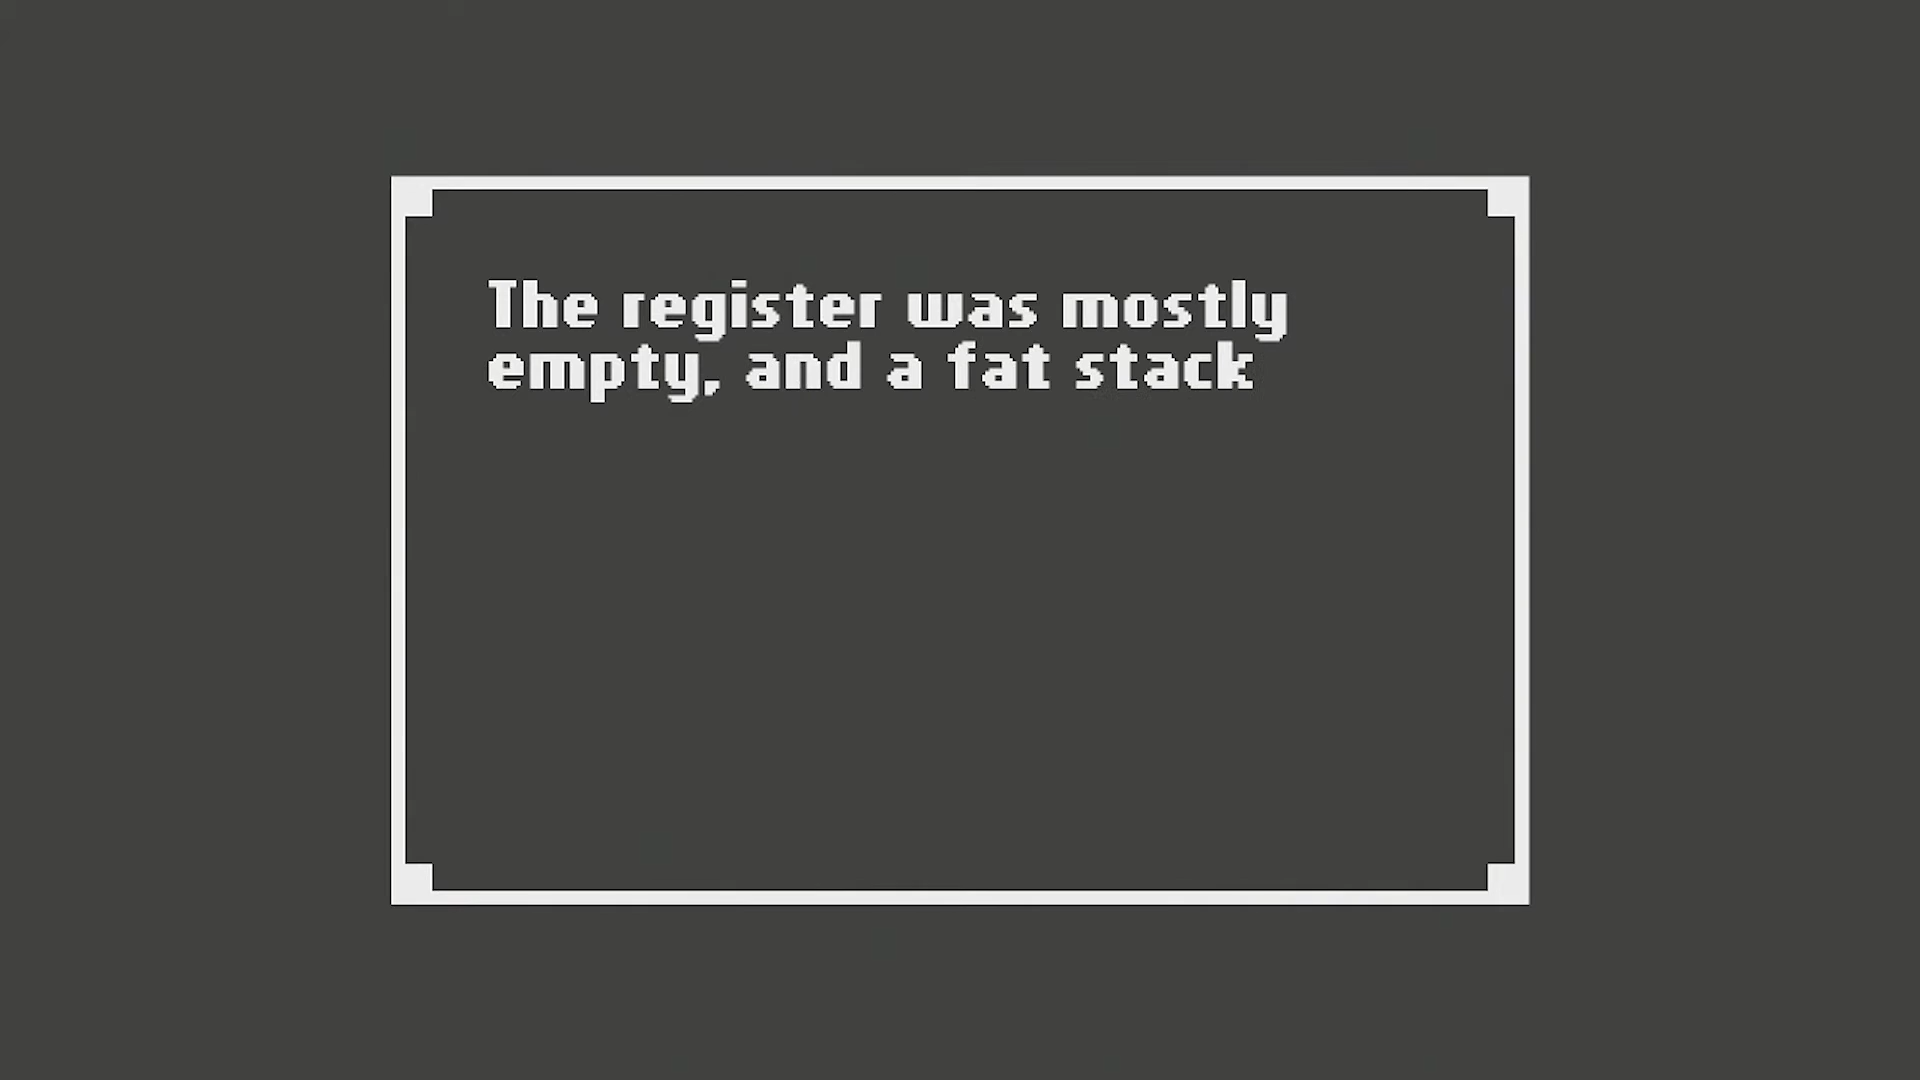 The register was mostly
empty, and a fat stack